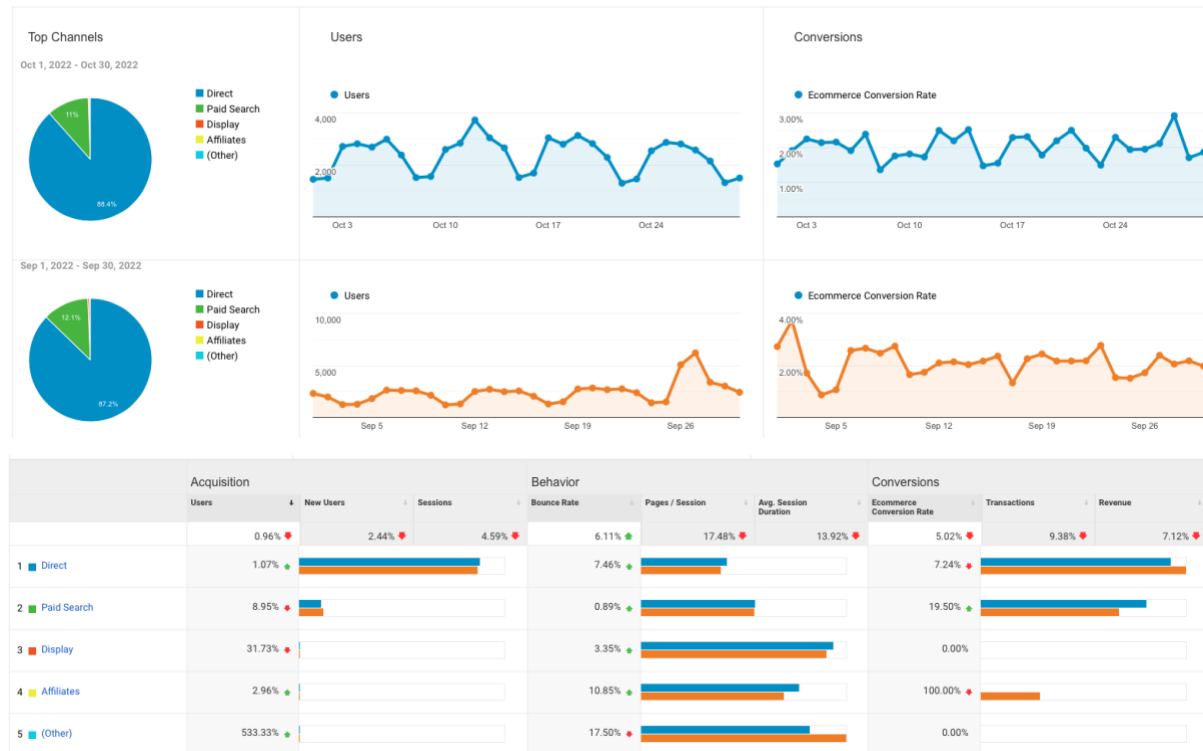 Top Channels
Users
Conversions
Oct 1, 2022 - Oct 30, 2022
Direct
Paid Search
Display
Affiliates
(Other)
11%
88.4%
Users
4,000
2,000
Oct 3
Oct 10
Oct 17
Oct 24
Ecommerce Conversion Rate
3.00%
2.00%
1.00%
Oct 3
Oct 10
Oct 17
Oct 24
Sep 1, 2022 - Sep 30, 2022
Direct
Paid Search
Display
Affiliates
(Other)
12.1%
87.2%
Users
10,000
5,000
Sep 5
Sep 12
Sep 19
Sep 26
Ecommerce Conversion Rate
4.00%
2.00%
Sep 5
Sep 12
Sep 19
Sep 26
Acquisition
Behavior
Conversions
Users
New Users
Sessions
Bounce Rate
Pages / Session
Avg. Session
Duration
Ecommerce
Conversion Rate
Transactions
Revenue
0.96% 2.44% 4.59% 6.11% 17.48% 13.92% 5.02% 9.38% 7.12%
1 Direct 1.07% 7.46% 7.24%
2 Paid Search 8.95% 0.89% 19.50%
3 Display 31.73% 3.35% 0.00%
4 Affiliates 2.96% 10.85% 100.00%
5 (Other) 533.33% 17.50% 0.00%